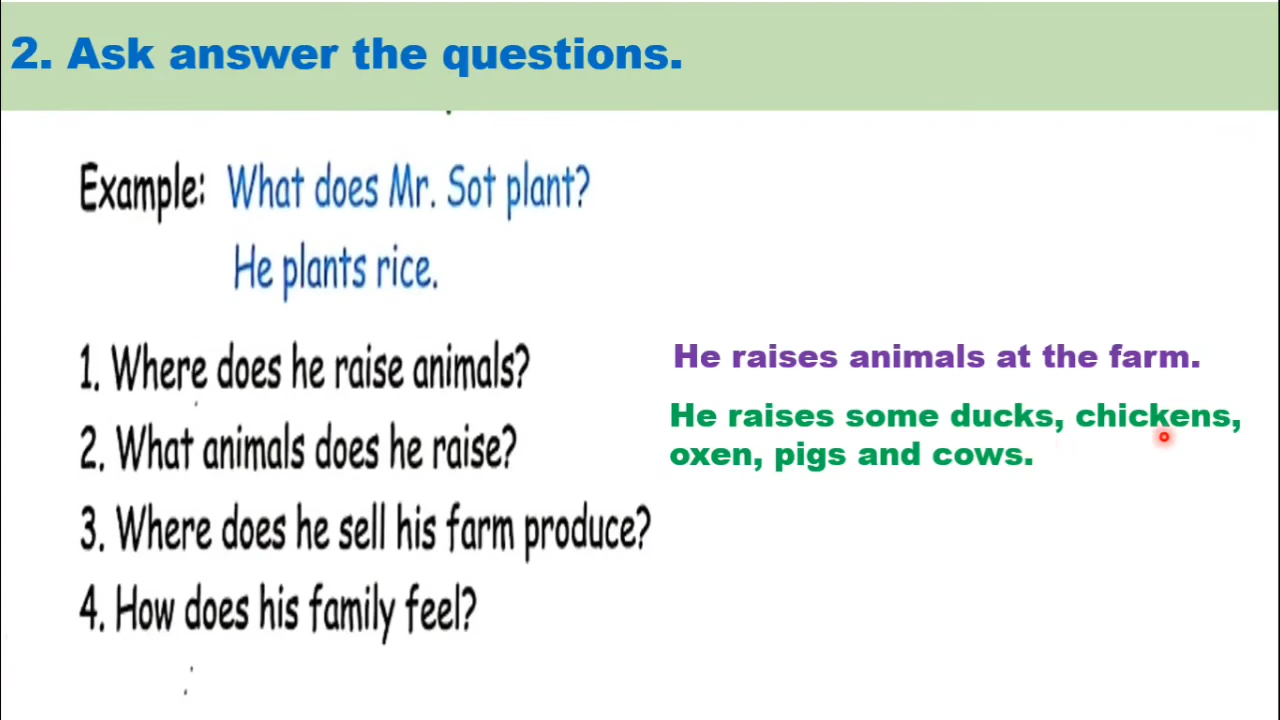 2. Ask answer the questions.
Example: What does Mr. Sot plant?
He plants rice.
1. Where does he raise animals?
He raises animals at the farm.
2. What animals does he raise?
He raises some ducks, chickens,
oxen, pigs and cows.
3. Where does he sell his farm produce?
4. How does his family feel?